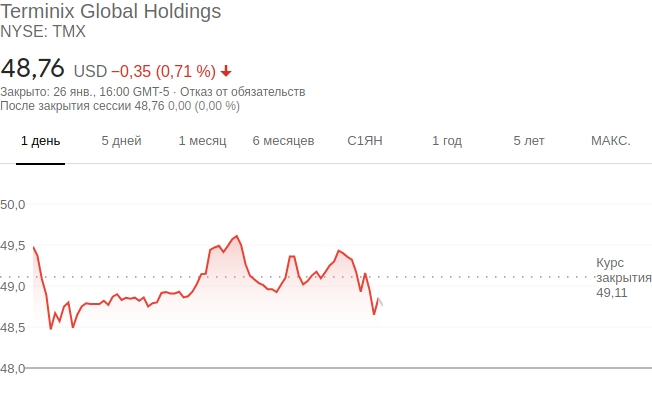 Terminix Global Holdings
NYSE: TMX
48,76 USD −0,35 (0,71 %)
Закрыто: 26 янв., 16:00 GMT-5 · Отказ от обязательств
После закрытия сессии 48,76 0,00 (0,00 %)
1 день 5 дней 1 месяц 6 месяцев С1ЯН 1 год 5 лет МАКС.
50,0
49,5
Курс
закрытия
49,11
49,0
48,5
48,0